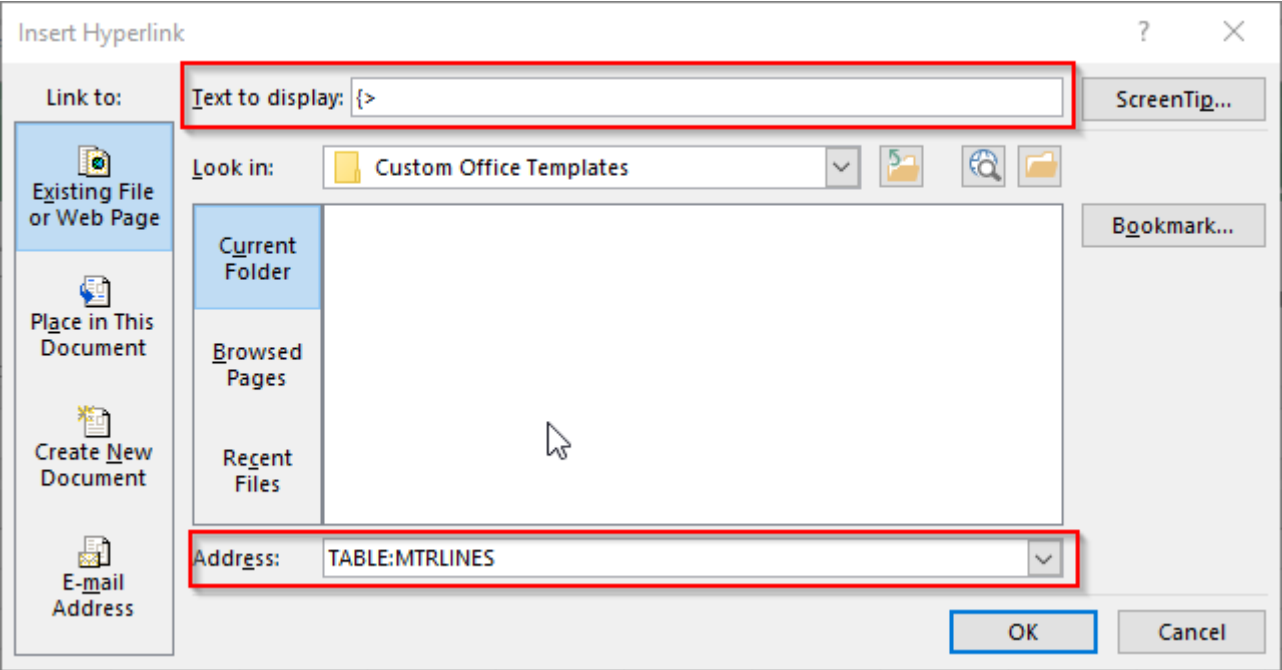 Insert Hyperlink
?
Link to:
Text to display: {>
ScreenTip...
Existing File
or Web Page
Look in:
Custom Office Templates
Current
Folder
Bookmark...
Place in This
Document
Browsed
Pages
Create New
Document
Recent
Files
E-mail
Address
Address:
TABLE:MTRLINES
OK
Cancel